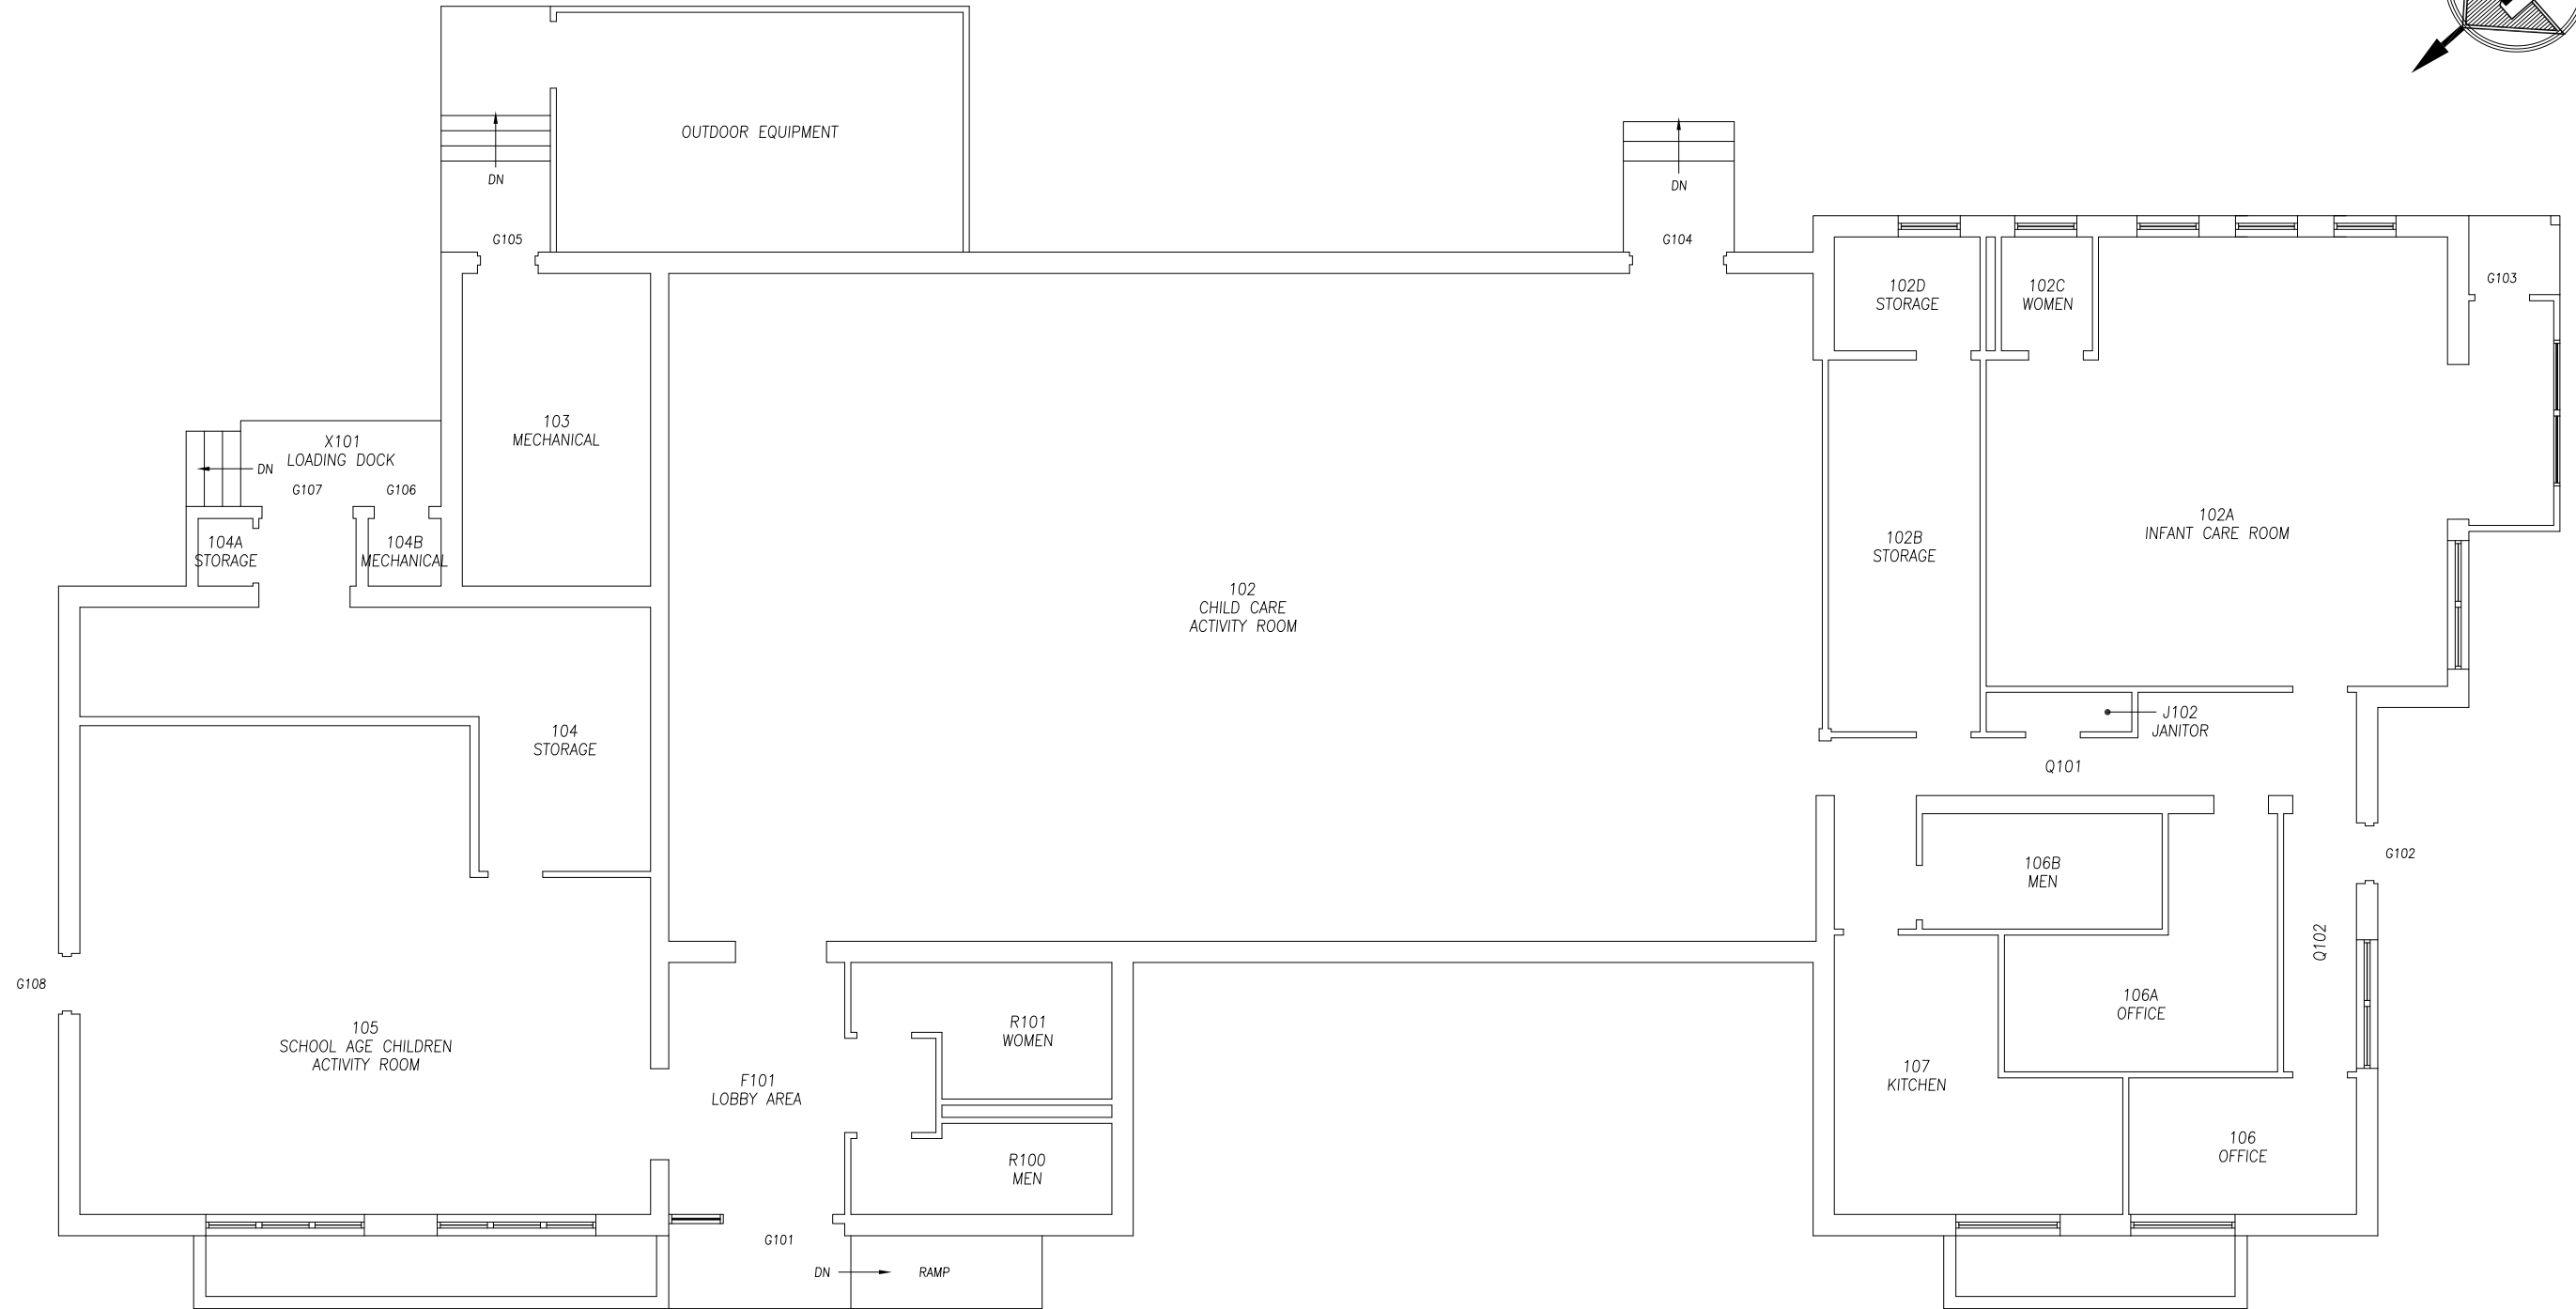 OUTDOOR EQUIPMENT
DN
DN
G105
G104
G103
102D
STORAGE
102C
WOMEN
103
MECHANICAL
X101
LOADING DOCK
DN
G107
G106
104A
STORAGE
104B
MECHANICAL
102A
INFANT CARE ROOM
102B
STORAGE
102
CHILD CARE
ACTIVITY ROOM
104
STORAGE
J102
JANITOR
Q101
106B
MEN
G102
Q102
G108
105
SCHOOL AGE CHILDREN
ACTIVITY ROOM
R101
WOMEN
106A
OFFICE
F101
LOBBY AREA
107
KITCHEN
R100
MEN
106
OFFICE
G101
DN
RAMP